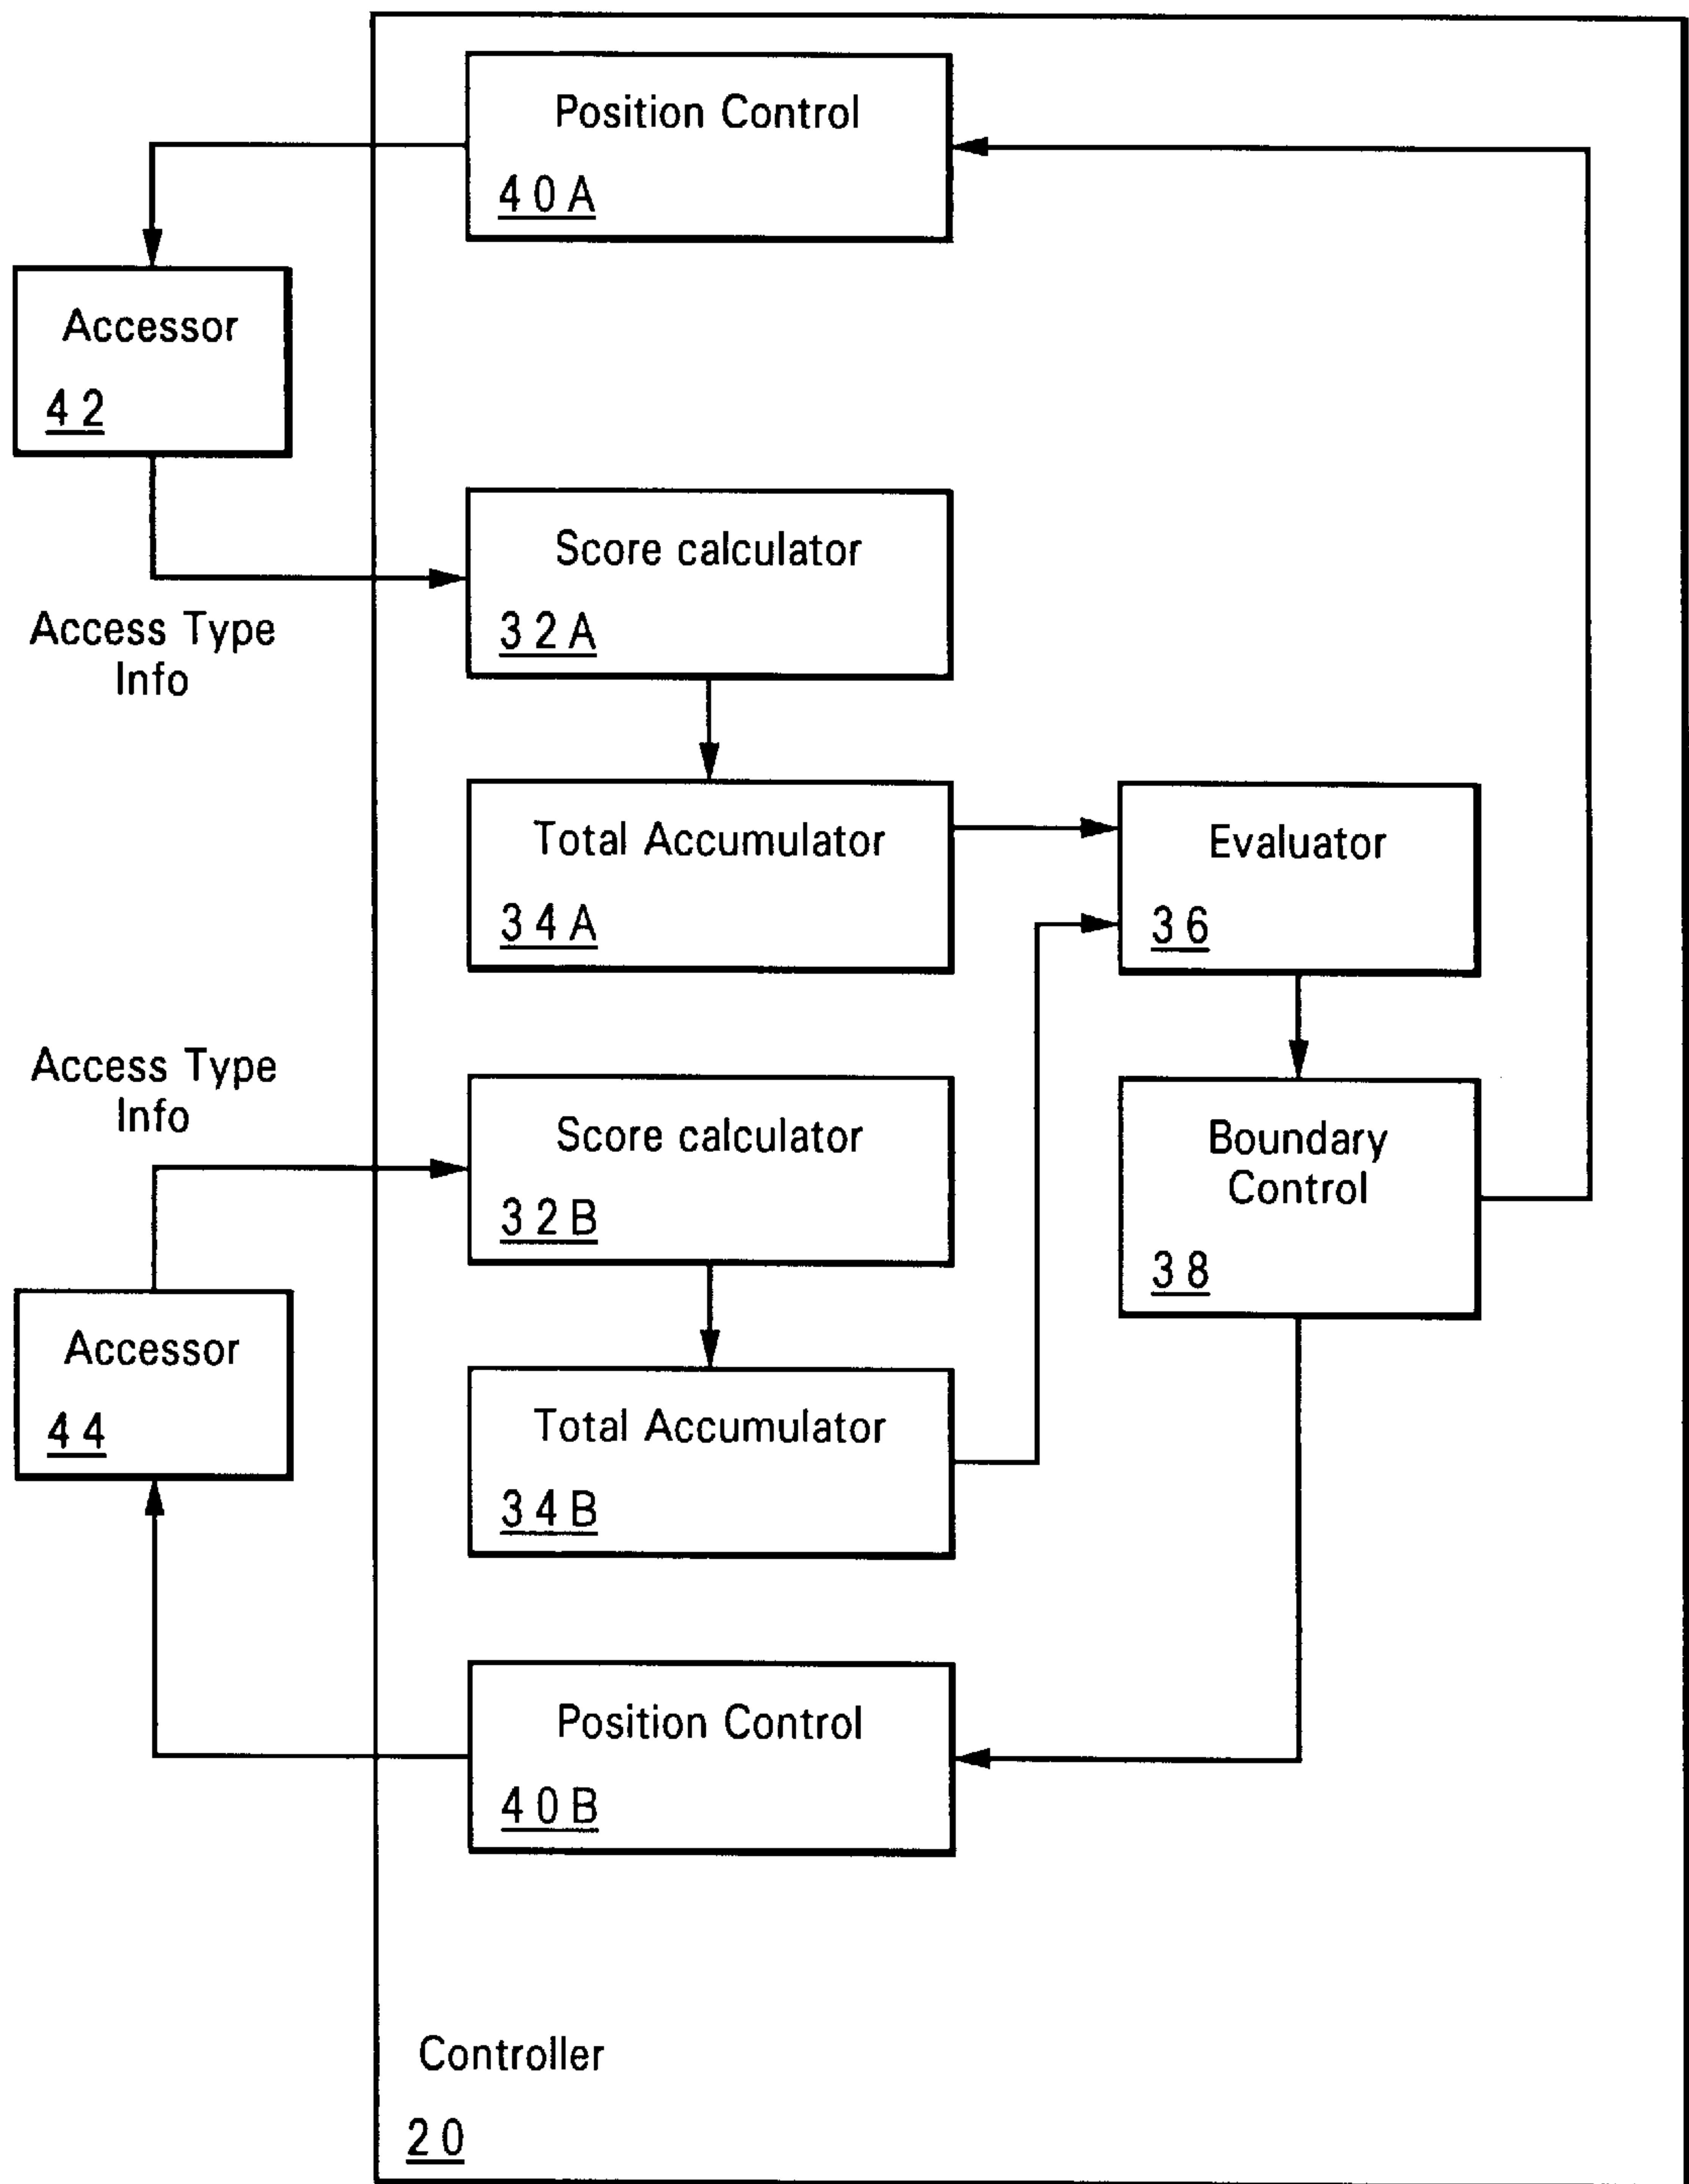 Position Control
40A
Accessor
42
Score calculator
32A
Access Type
Info
Total Accumulator
34A
Evaluator
36
Access Type
Info
Score calculator
32B
Boundary
Control
38
Accessor
44
Total Accumulator
34B
Position Control
40B
Controller
20